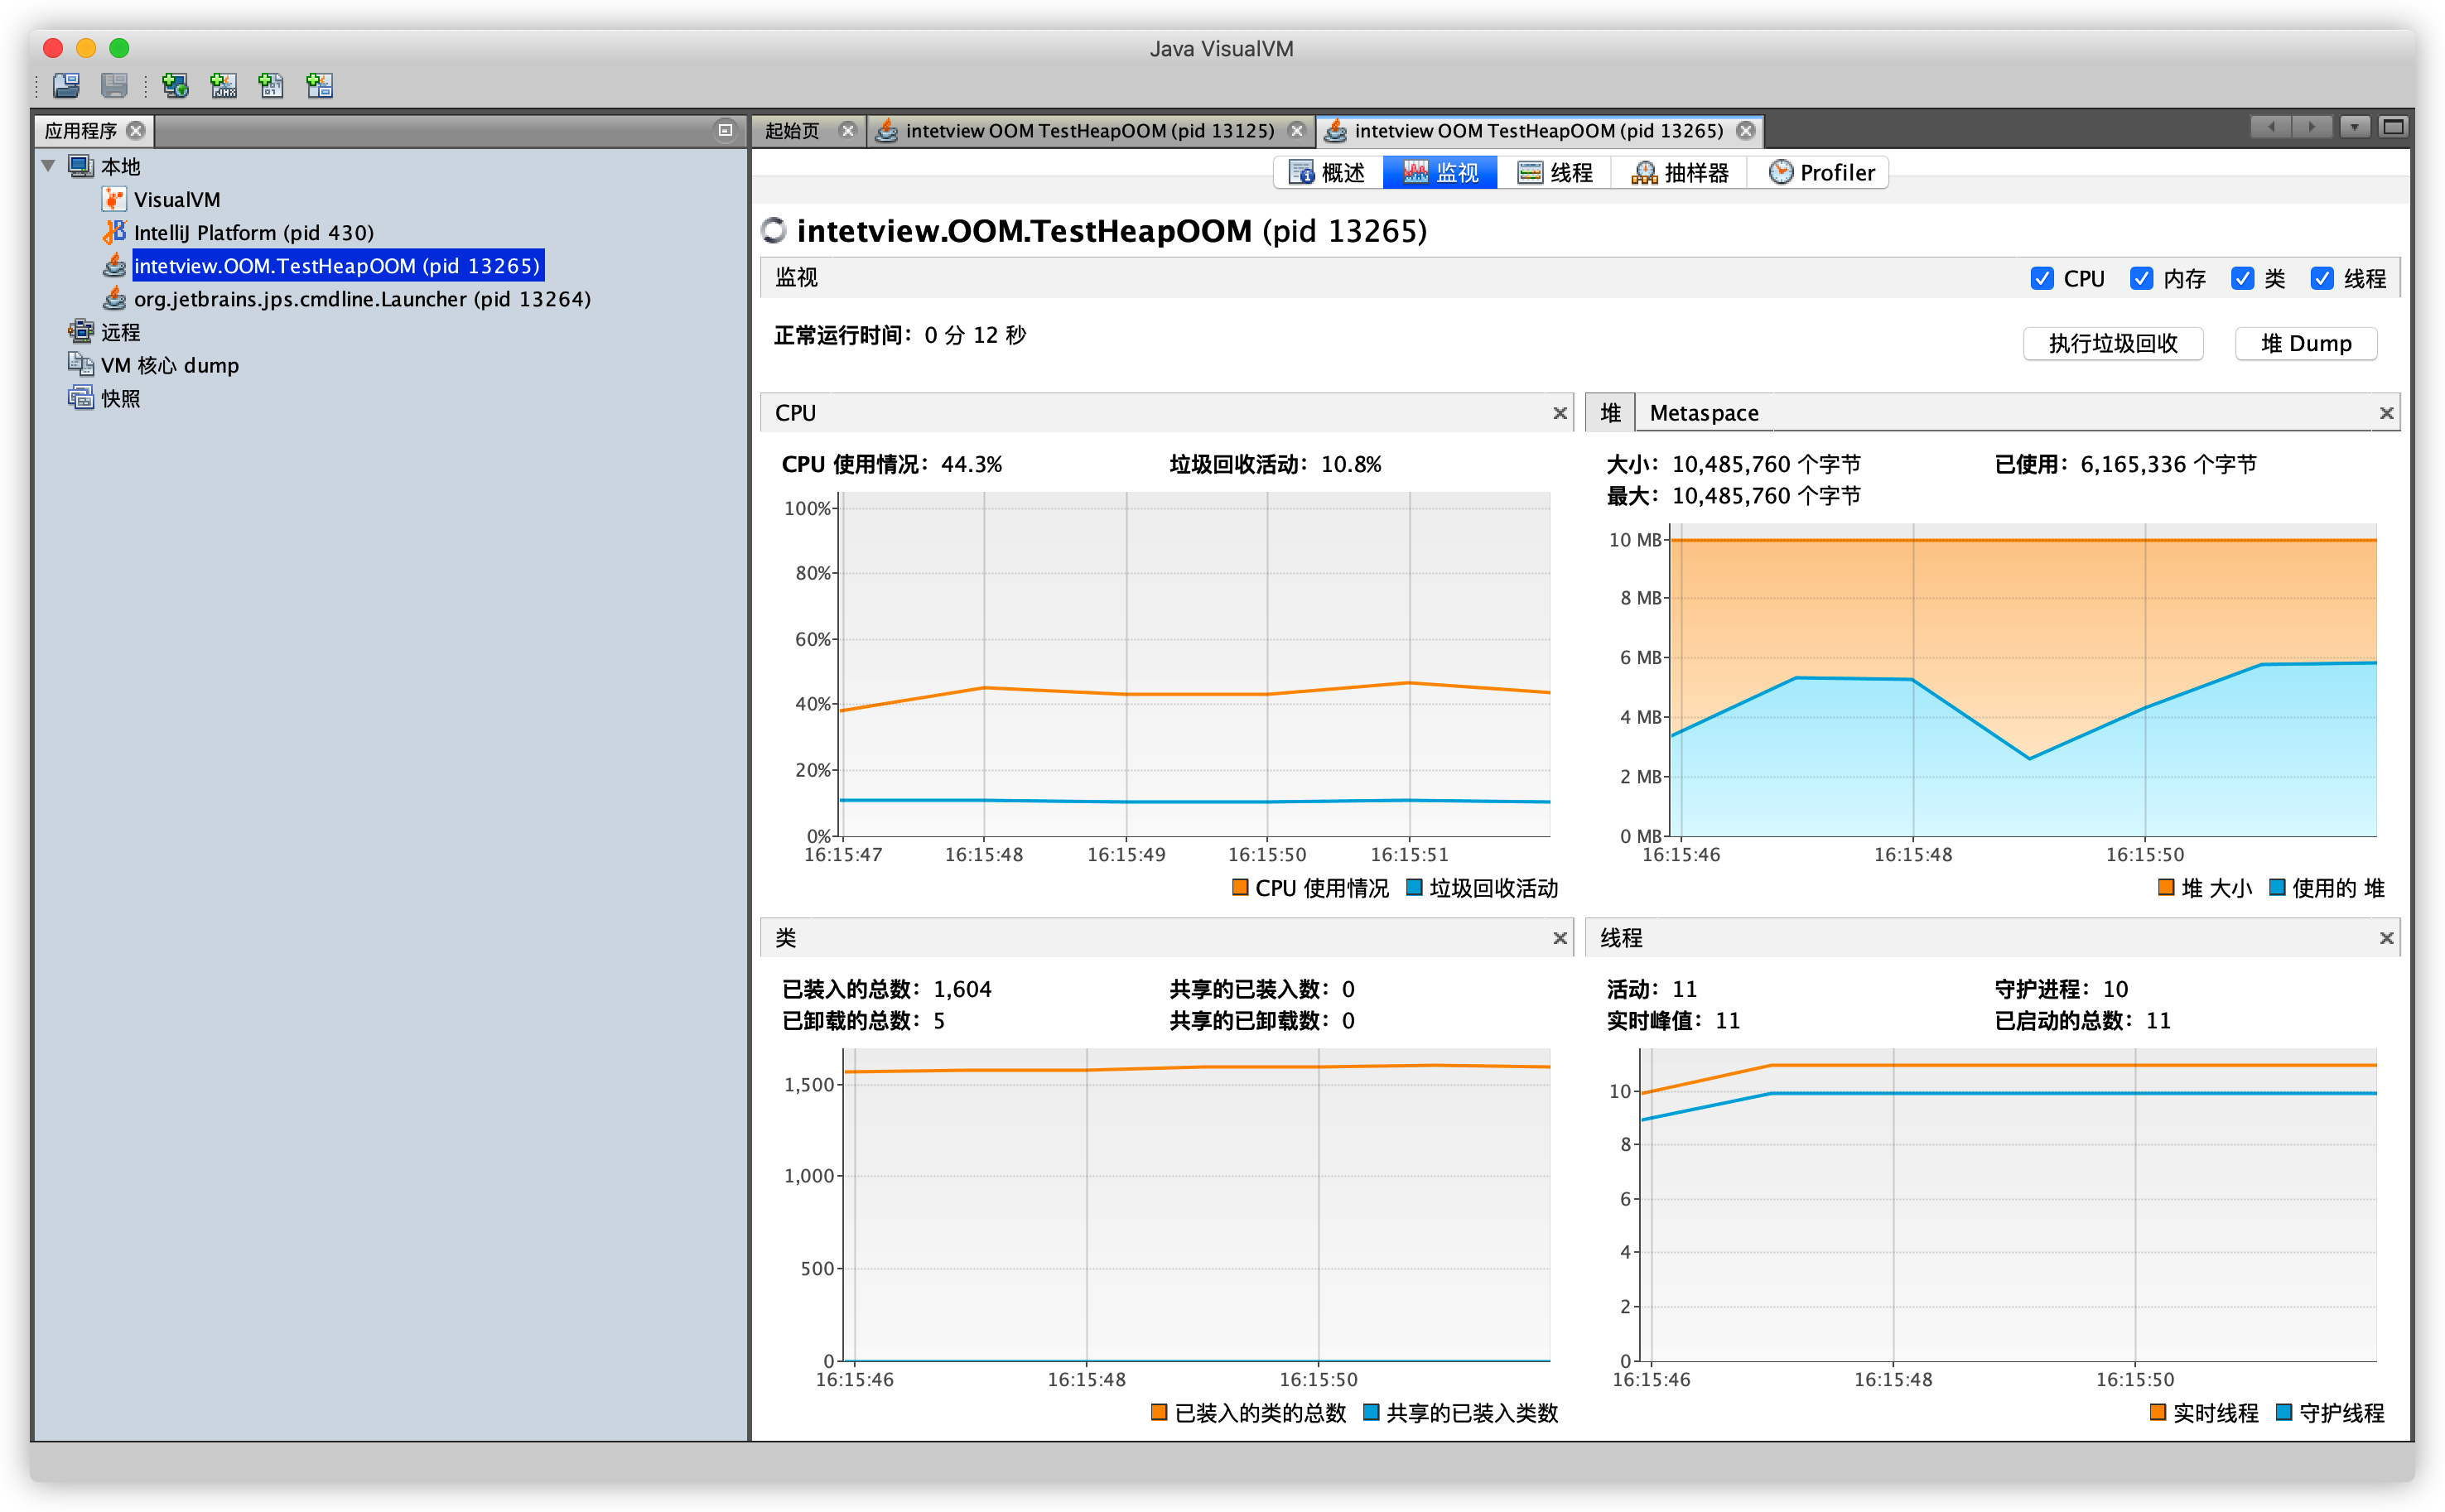 Java VisualVM
应用程序
起始页
intetview OOM TestHeapOOM (pid 13125)
intetview OOM TestHeapOOM (pid 13265)
本地
VisualVM
IntelliJ Platform (pid 430)
intetview.OOM.TestHeapOOM (pid 13265)
org.jetbrains.jps.cmdline.Launcher (pid 13264)
远程
VM 核心 dump
快照
概述 监视 线程 抽样器 Profiler
intetview.OOM.TestHeapOOM (pid 13265)
监视
CPU 内存 类 线程
正常运行时间: 0 分 12 秒
执行垃圾回收
堆 Dump
CPU
CPU 使用情况: 44.3% 垃圾回收活动: 10.8%
100%
80%
60%
40%
20%
0%
16:15:47 16:15:48 16:15:49 16:15:50 16:15:51
CPU 使用情况 垃圾回收活动
堆 Metaspace
大小: 10,485,760 个字节 已使用: 6,165,336 个字节
最大: 10,485,760 个字节
10 MB
8 MB
6 MB
4 MB
2 MB
0 MB
16:15:46 16:15:48 16:15:50
堆 大小 使用的 堆
类
已装入的总数: 1,604 共享的已装入数: 0
已卸载的总数: 5 共享的已卸载数: 0
1,500
1,000
500
0
16:15:46 16:15:48 16:15:50
已装入的类的总数 共享的已装入类数
线程
活动: 11 守护进程: 10
实时峰值: 11 已启动的总数: 11
10
8
6
4
2
0
16:15:46 16:15:48 16:15:50
实时线程 守护线程